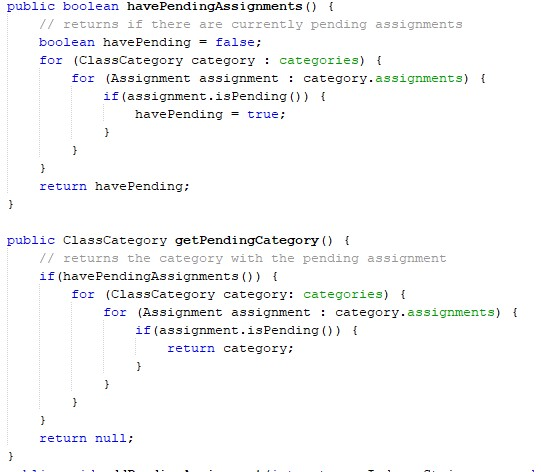 public boolean havePendingAssignments() {
    // returns if there are currently pending assignments
    boolean havePending = false;
    for (ClassCategory category : categories) {
        for (Assignment assignment : category.assignments) {
            if(assignment.isPending()) {
                havePending = true;
            }
        }
    }
    return havePending;
}

public ClassCategory getPendingCategory() {
    // returns the category with the pending assignment
    if(havePendingAssignments()) {
        for (ClassCategory category: categories) {
            for (Assignment assignment : category.assignments) {
                if(assignment.isPending()) {
                    return category;
                }
            }
        }
    }
    return null;
}